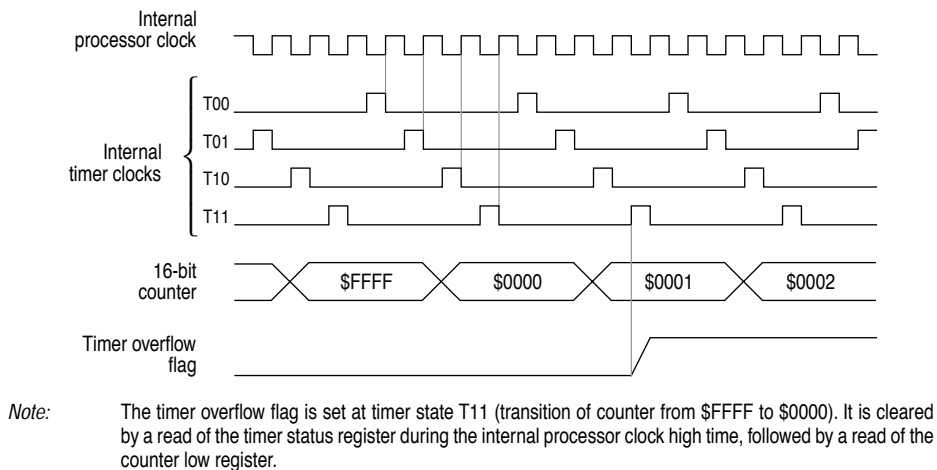 Internal
processor clock
T00
T01
Internal
timer clocks
T10
T11
16-bit
counter
$FFFF
$0000
$0001
$0002
Timer overflow
flag
Note: The timer overflow flag is set at timer state T11 (transition of counter from $FFFF to $0000). It is cleared
by a read of the timer status register during the internal processor clock high time, followed by a read of the
counter low register.